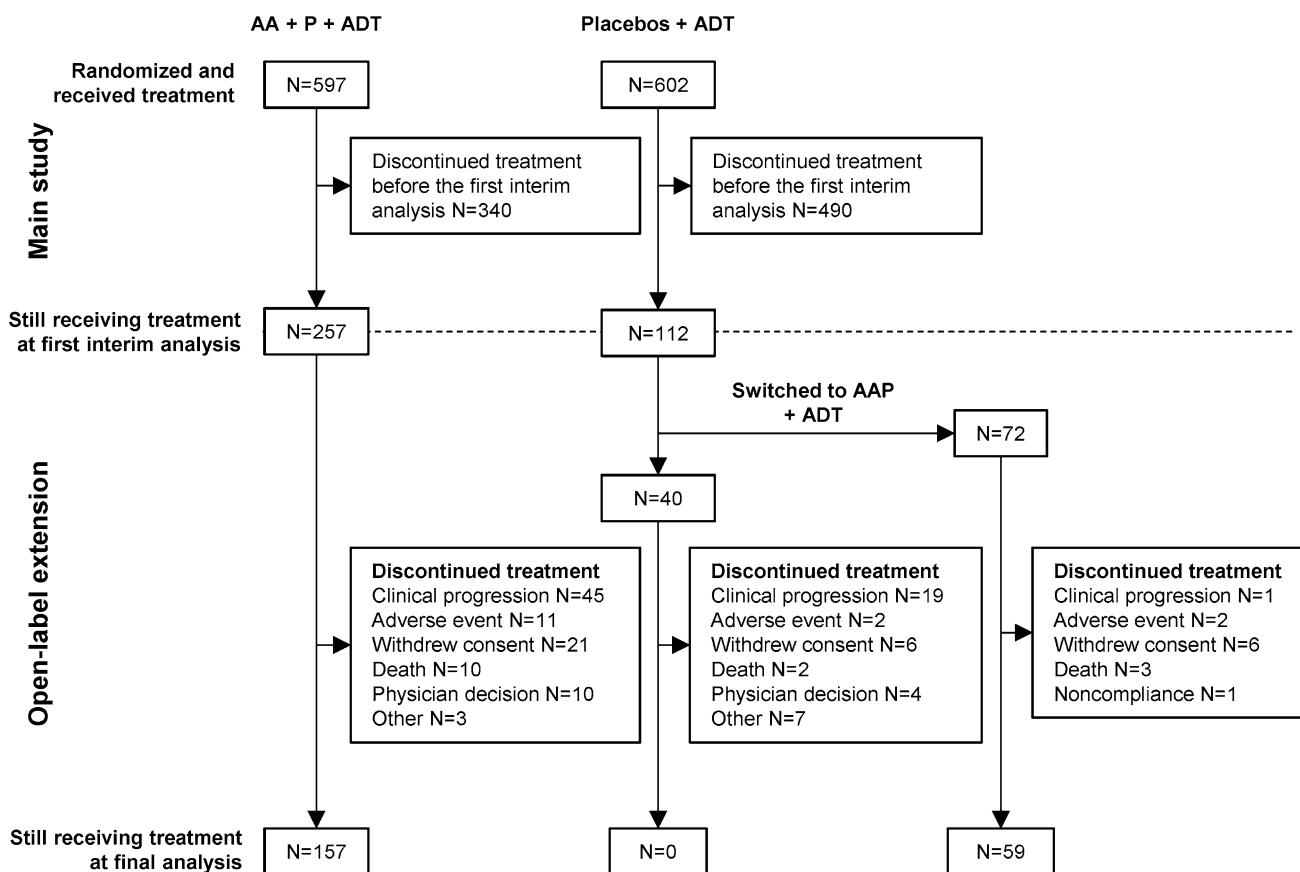 AA + P + ADT
Placebos + ADT
Randomized and
received treatment
N=597
N=602
Main study
Discontinued treatment
before the first interim
analysis N=340
Discontinued treatment
before the first interim
analysis N=490
Still receiving treatment
at first interim analysis
N=257
N=112
Switched to AAP
+ ADT
N=72
N=40
Open-label extension
Discontinued treatment
Clinical progression N=45
Adverse event N=11
Withdrew consent N=21
Death N=10
Physician decision N=10
Other N=3
Discontinued treatment
Clinical progression N=19
Adverse event N=2
Withdrew consent N=6
Death N=2
Physician decision N=4
Other N=7
Discontinued treatment
Clinical progression N=1
Adverse event N=2
Withdrew consent N=6
Death N=3
Noncompliance N=1
Still receiving treatment
at final analysis
N=157
N=0
N=59